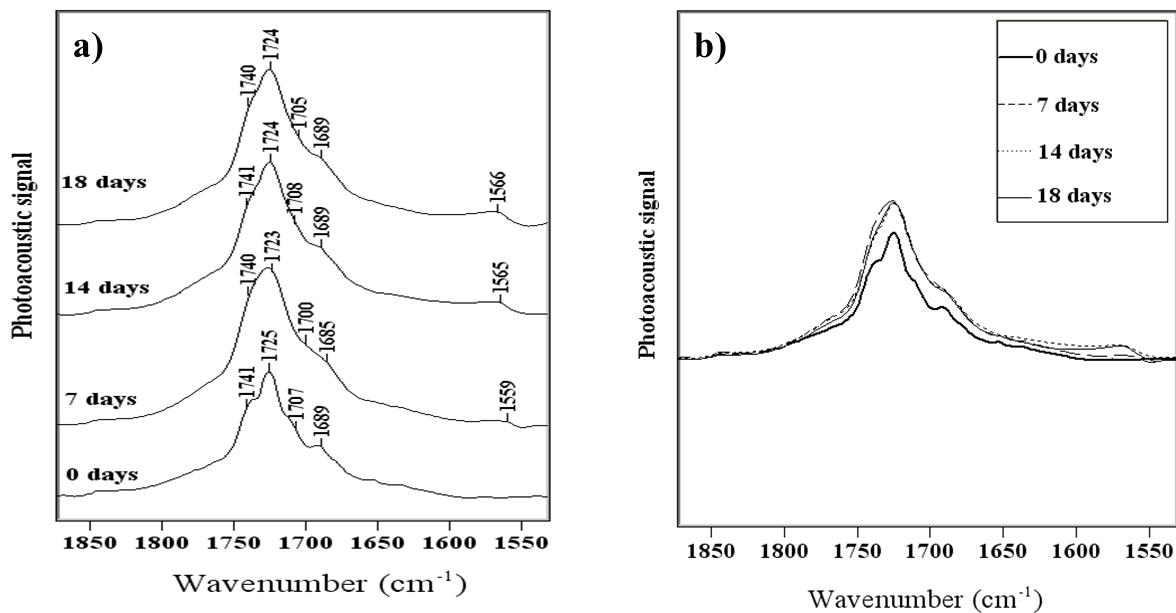 a)
1740
1724
1705
1689
1566
18 days
1741
1724
1708
1689
1565
14 days
1740
1723
1700
1685
1559
7 days
1741
1725
1707
1689
0 days
Photoacoustic signal
1850 1800 1750 1700 1650 1600 1550
Wavenumber (cm⁻¹)
b)
0 days
7 days
14 days
18 days
Photoacoustic signal
1850 1800 1750 1700 1650 1600 1550
Wavenumber (cm⁻¹)